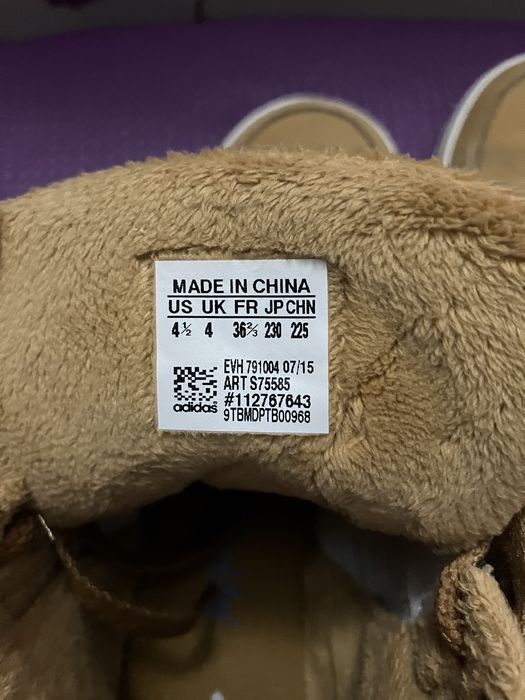 MADE IN CHINA
US UK FR JP CHN
4½ 4 36⅔ 230 225
EVH 791004 07/15
ART S75585
#112767643
adidas
9TBMDPTB00968